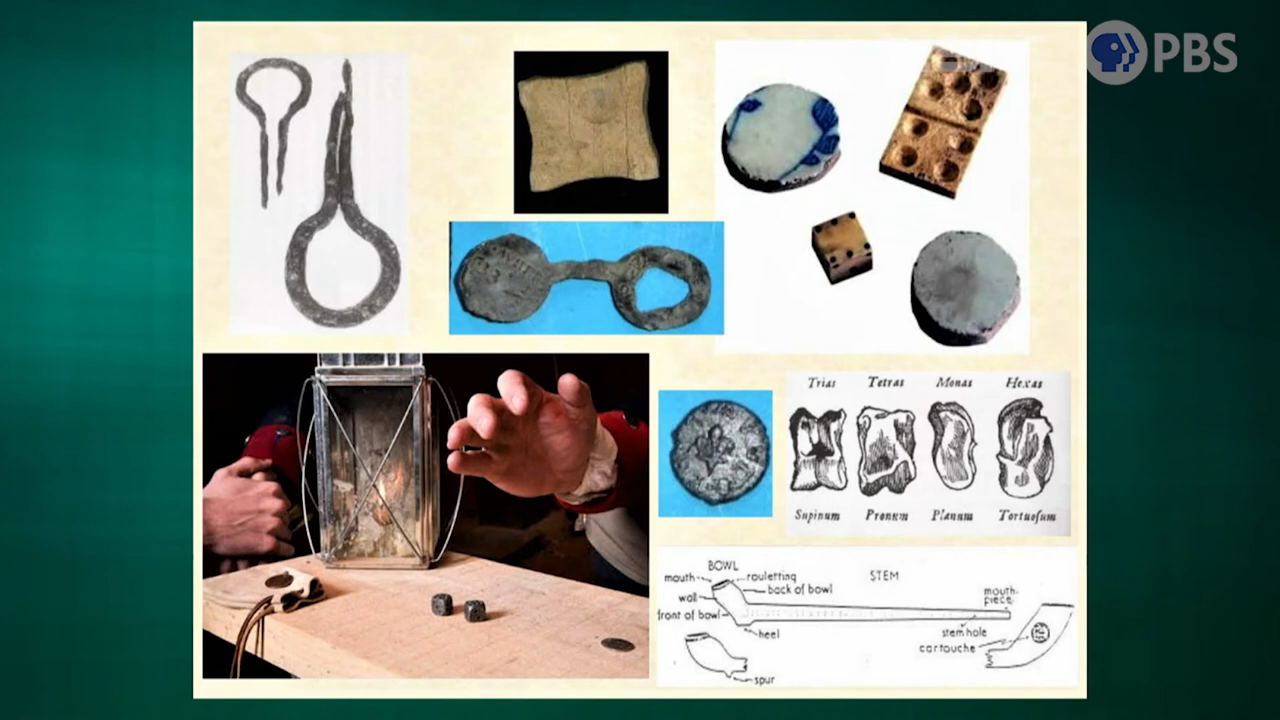 PBS
Trias Tetras Monas Hexas
Supinum Pronum Planum Tortuosum
BOWL
mouth
rouletting
STEM
wall
back of bowl
mouth-
piece
front of bowl
heel
stem hole
cartouche
spur